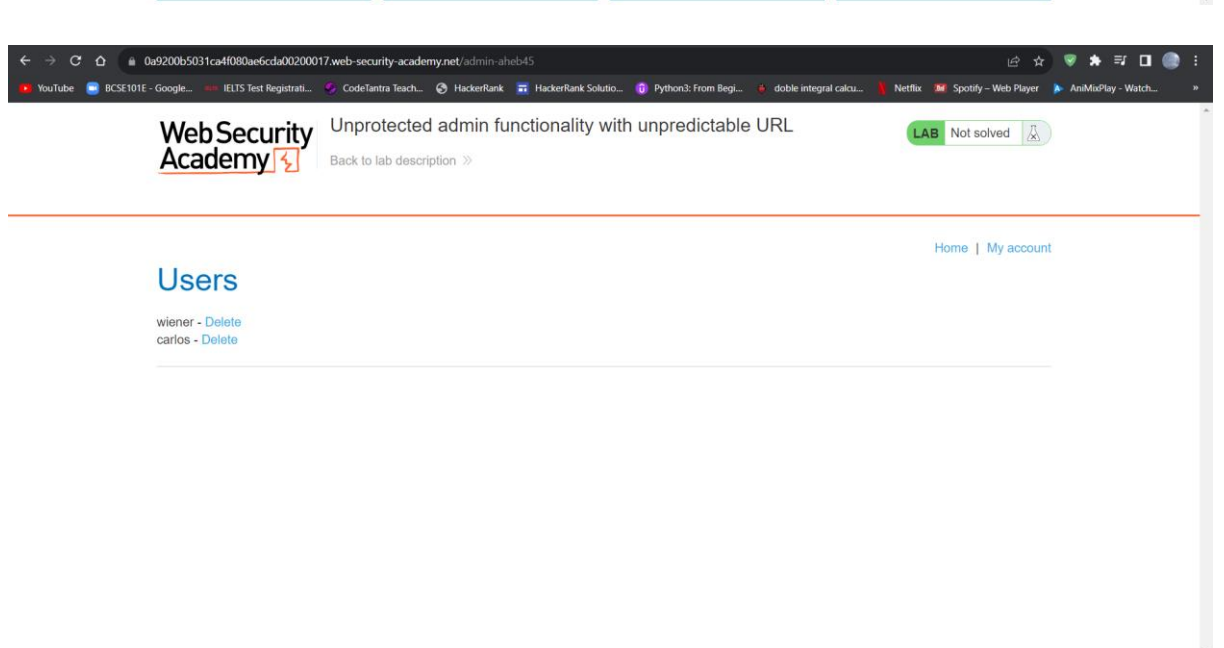 0a9200b5031ca4f080ae6cda00200017.web-security-academy.net/admin-aheb45
YouTube BCSE101E - Google... IELTS Test Registrati... CodeTantra Teach... HackerRank HackerRank Solutio... Python3: From Begi... doble integral calcu... Netflix Spotify – Web Player AniMixPlay - Watch... »
Web Security
Academy
Unprotected admin functionality with unpredictable URL
Back to lab description »
LAB Not solved
Home | My account
Users
wiener - Delete
carlos - Delete